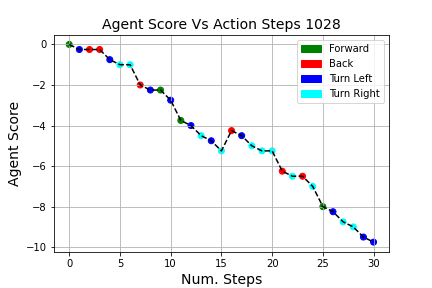 Agent Score Vs Action Steps 1028
Forward
Back
Turn Left
Turn Right
Agent Score
0
−2
−4
−6
−8
−10
0 5 10 15 20 25 30
Num. Steps